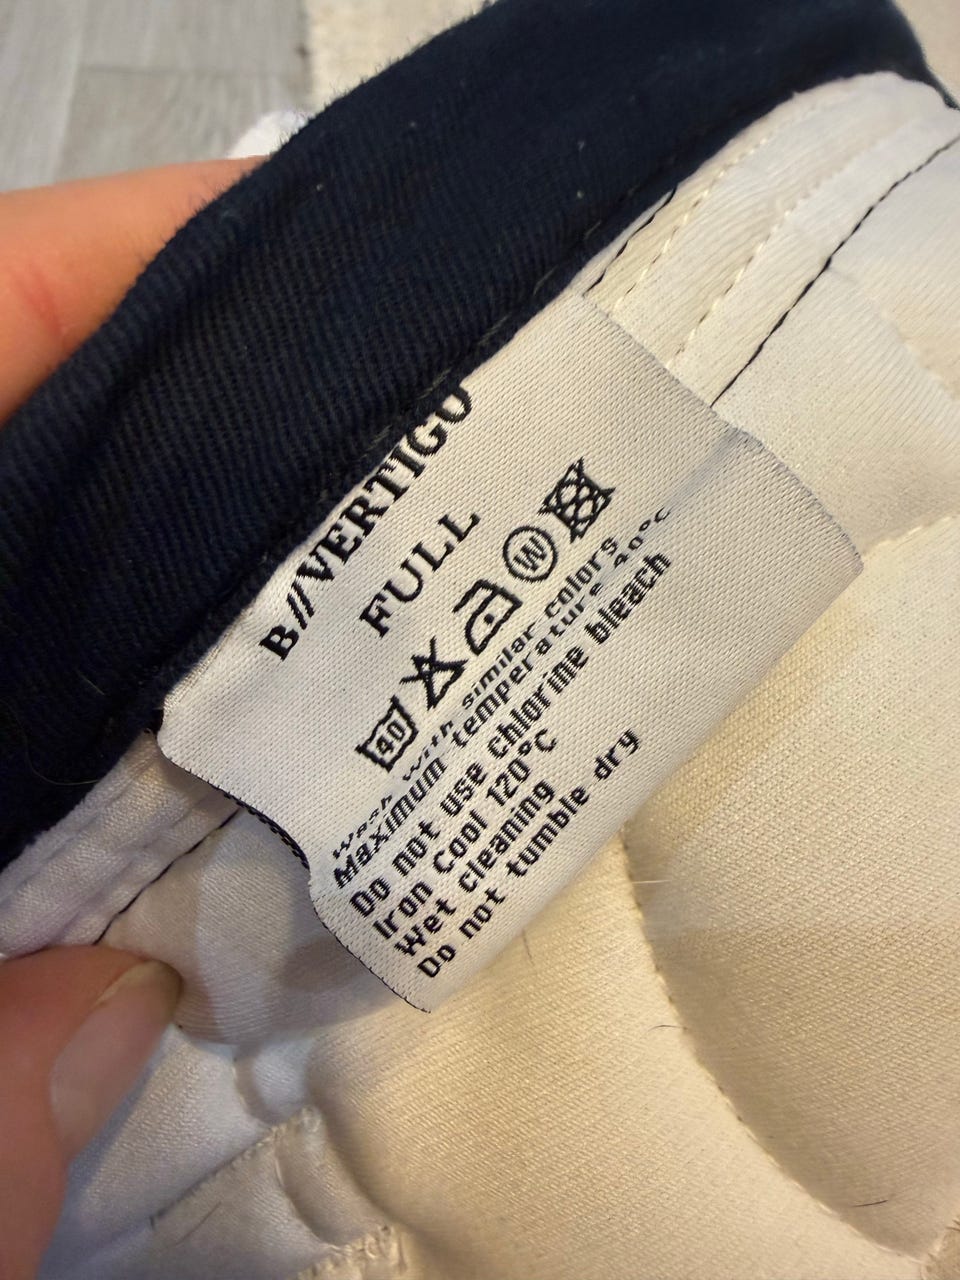 B//VERTIGO
FULL
40 W
Wash with similar colors
Maximum temperature 40°C
Do not use chlorine bleach
Iron Cool 120°C
Wet cleaning
Do not tumble dry